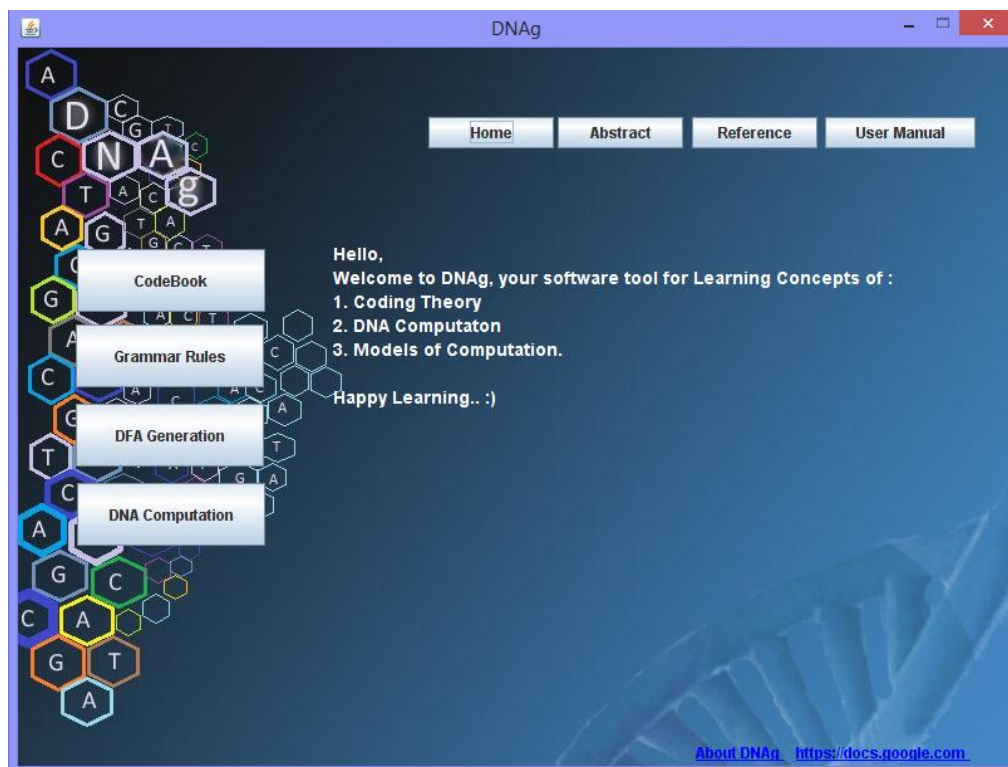 DNAg
Home Abstract Reference User Manual
A
D C
G T
C N A C
T A C g
T A
A G
G C T
CodeBook
G
A C T
Hello,
Welcome to DNAg, your software tool for Learning Concepts of :
1. Coding Theory
2. DNA Computaton
3. Models of Computation.
Happy Learning.. :)
A
Grammar Rules
C
C A C A C
A
G
DFA Generation
T
T
G A
C
DNA Computation
A
G C
C A
G T
A
About DNAg https://docs.google.com